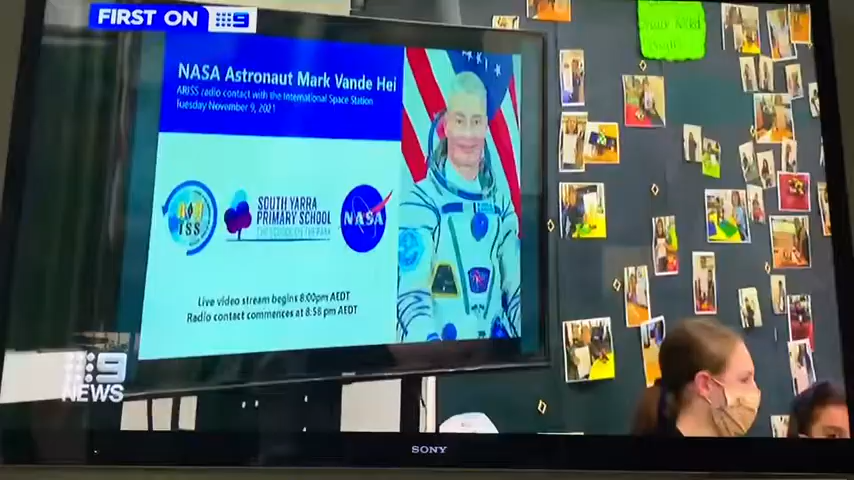 FIRST ON 9
NASA Astronaut Mark Vande Hei
ARISS radio contact with the International Space Station
Tuesday November 9, 2021
ISS
SOUTH YARRA
PRIMARY SCHOOL
THE SCHOOL ON THE PARK
NASA
Live video stream begins 8:00pm AEDT
Radio contact commences at 8:58 pm AEDT
9
NEWS
SONY